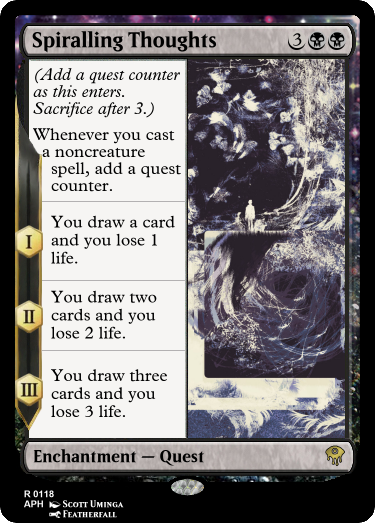 Spiralling Thoughts 3
(Add a quest counter
as this enters.
Sacrifice after 3.)
Whenever you cast
a noncreature
spell, add a quest
counter.
I
You draw a card
and you lose 1
life.
II
You draw two
cards and you
lose 2 life.
III
You draw three
cards and you
lose 3 life.
Enchantment — Quest
R 0118
APH Scott Uminga
Featherfall